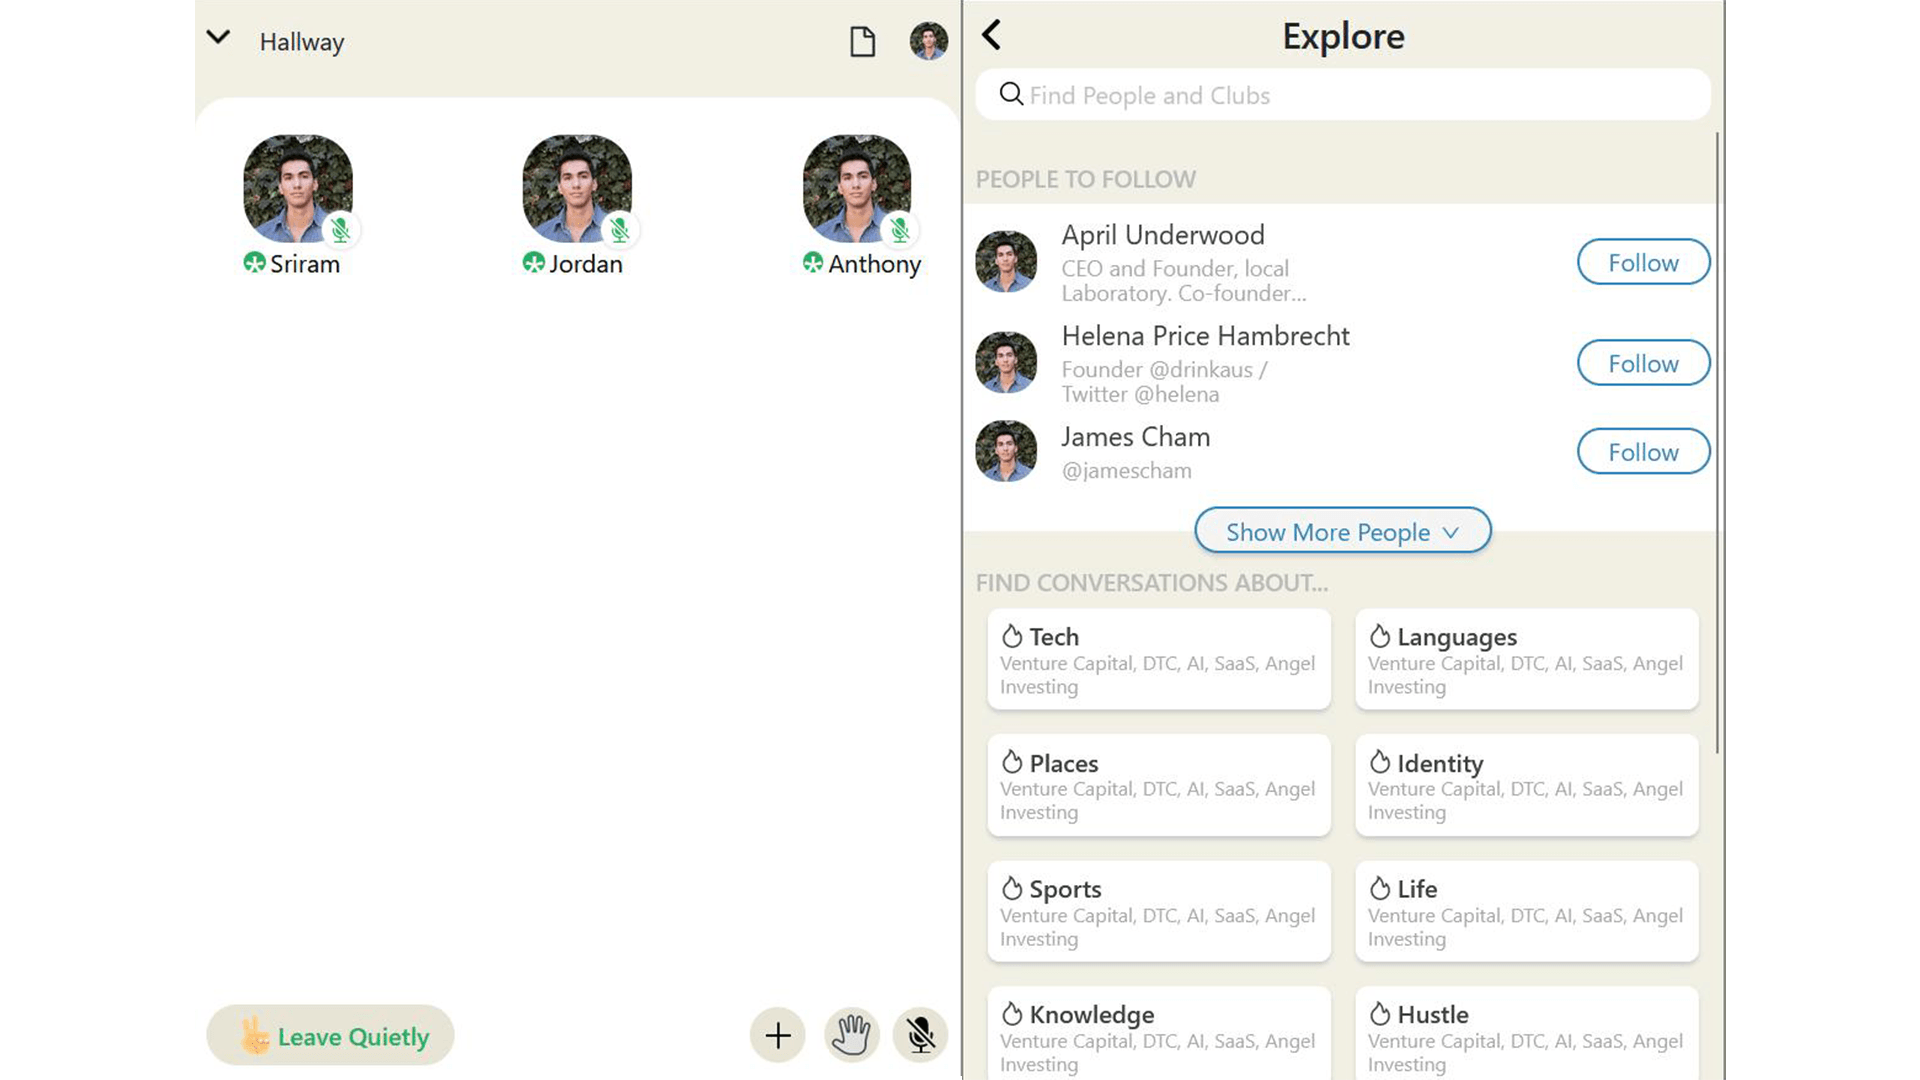 Hallway
Sriram
Jordan
Anthony
Leave Quietly
Explore
Find People and Clubs
PEOPLE TO FOLLOW
April Underwood
CEO and Founder, local
Laboratory. Co-founder...
Follow
Helena Price Hambrecht
Founder @drinkaus /
Twitter @helena
Follow
James Cham
@jamescham
Follow
Show More People
FIND CONVERSATIONS ABOUT...
Tech
Venture Capital, DTC, AI, SaaS, Angel
Investing
Languages
Venture Capital, DTC, AI, SaaS, Angel
Investing
Places
Venture Capital, DTC, AI, SaaS, Angel
Investing
Identity
Venture Capital, DTC, AI, SaaS, Angel
Investing
Sports
Venture Capital, DTC, AI, SaaS, Angel
Investing
Life
Venture Capital, DTC, AI, SaaS, Angel
Investing
Knowledge
Venture Capital, DTC, AI, SaaS, Angel
Investing
Hustle
Venture Capital, DTC, AI, SaaS, Angel
Investing